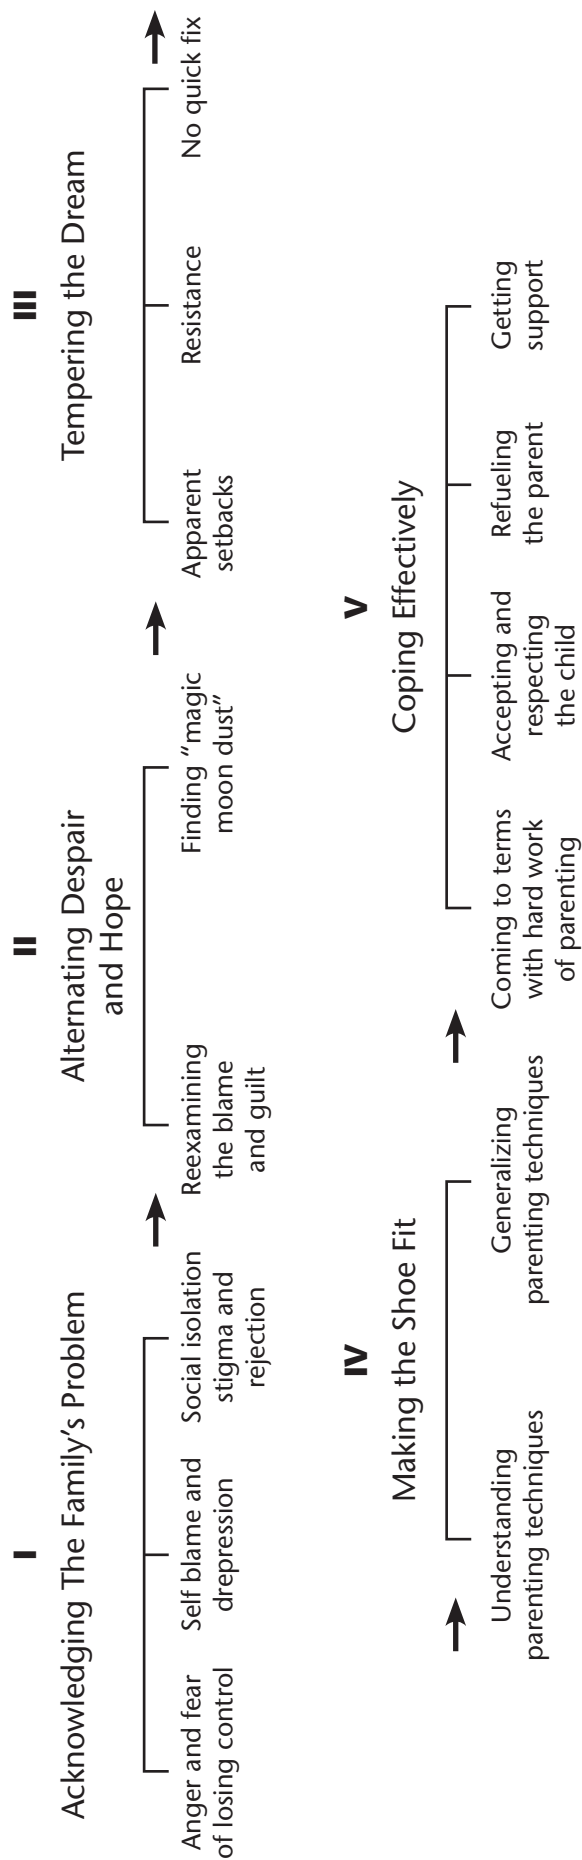 I
Acknowledging The Family's Problem
Anger and fear
of losing control
Self blame and
drepression
Social isolation
stigma and
rejection
II
Alternating Despair
and Hope
Reexamining
the blame
and guilt
Finding “magic
moon dust”
III
Tempering the Dream
Apparent
setbacks
Resistance
No quick fix
IV
Making the Shoe Fit
Understanding
parenting techniques
Generalizing
parenting techniques
V
Coping Effectively
Coming to terms
with hard work
of parenting
Accepting and
respecting
the child
Refueling
the parent
Getting
support